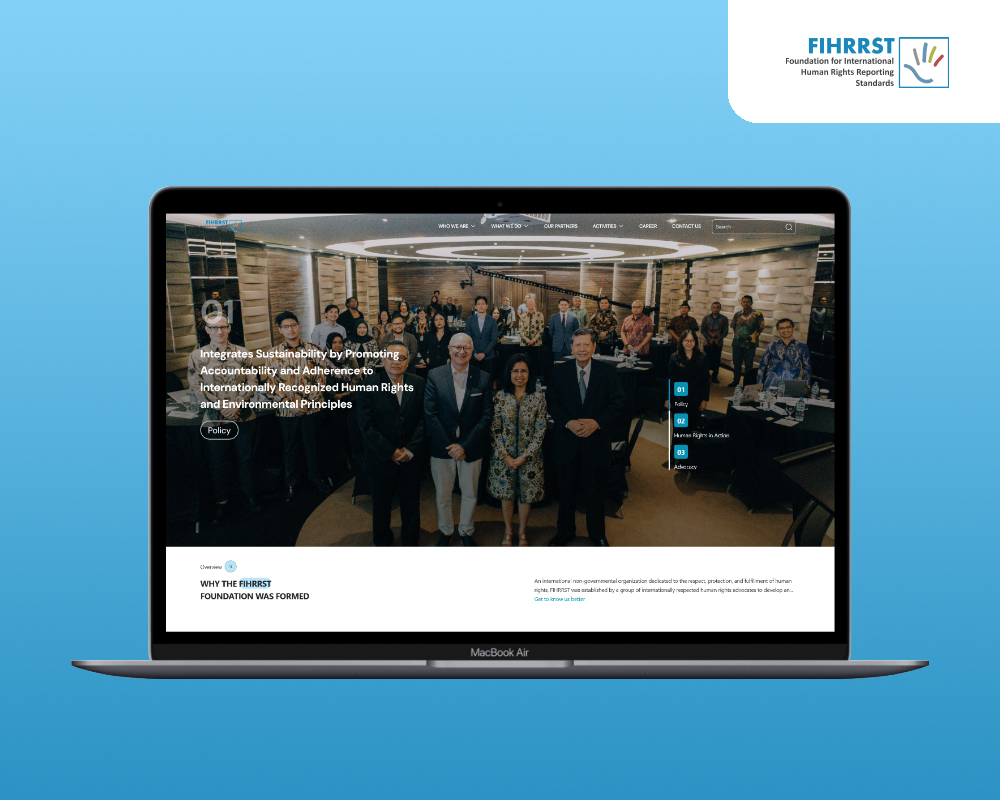 FIHRRST
Foundation for International
Human Rights Reporting
Standards
FIHRRST
WHO WE ARE
WHAT WE DO
OUR PARTNERS
ACTIVITIES
CAREER
CONTACT US
Search
01
Integrates Sustainability by Promoting
Accountability and Adherence to
Internationally Recognized Human Rights
and Environmental Principles
Policy
01
Policy
02
Human Rights in Action
03
Advocacy
Overview
WHY THE FIHRRST
FOUNDATION WAS FORMED
An international non-governmental organization dedicated to the respect, protection, and fulfilment of human
rights, FIHRRST was established by a group of internationally respected human rights advocates to develop an...
Get to know us better
MacBook Air